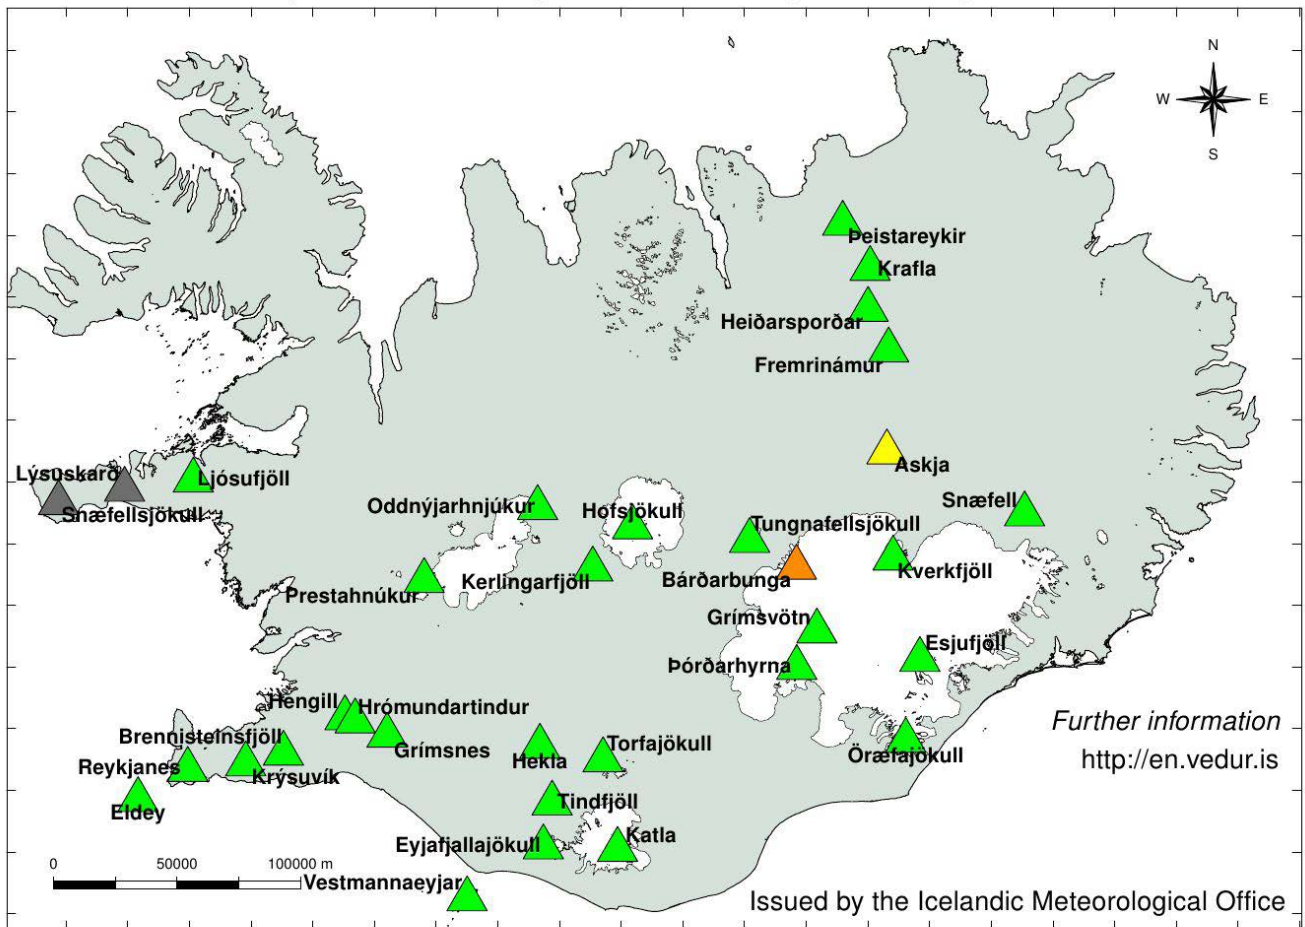 N
W E
S
Þeistareykir
Krafla
Heiðarsporðar
Fremrinámur
Askja
Lýsuskarð
Ljósufjöll
Snæfellsjökull
Oddnýjarhnjúkur
Hofsjökull
Snæfell
Tungnafellsjökull
Prestahnúkur
Kerlingarfjöll
Bárðarbunga
Kverkfjöll
Grímsvötn
Esjufjöll
Þórðarhyrna
Hengill
Hrómundartindur
Brennisteinsfjöll
Grímsnes
Torfajökull
Öræfajökull
Further information
http://en.vedur.is
Reykjanes
Krýsuvík
Hekla
Eldey
Tindfjöll
Eyjafjallajökull
Katla
0 50000 100000 m
Vestmannaeyjar
Issued by the Icelandic Meteorological Office